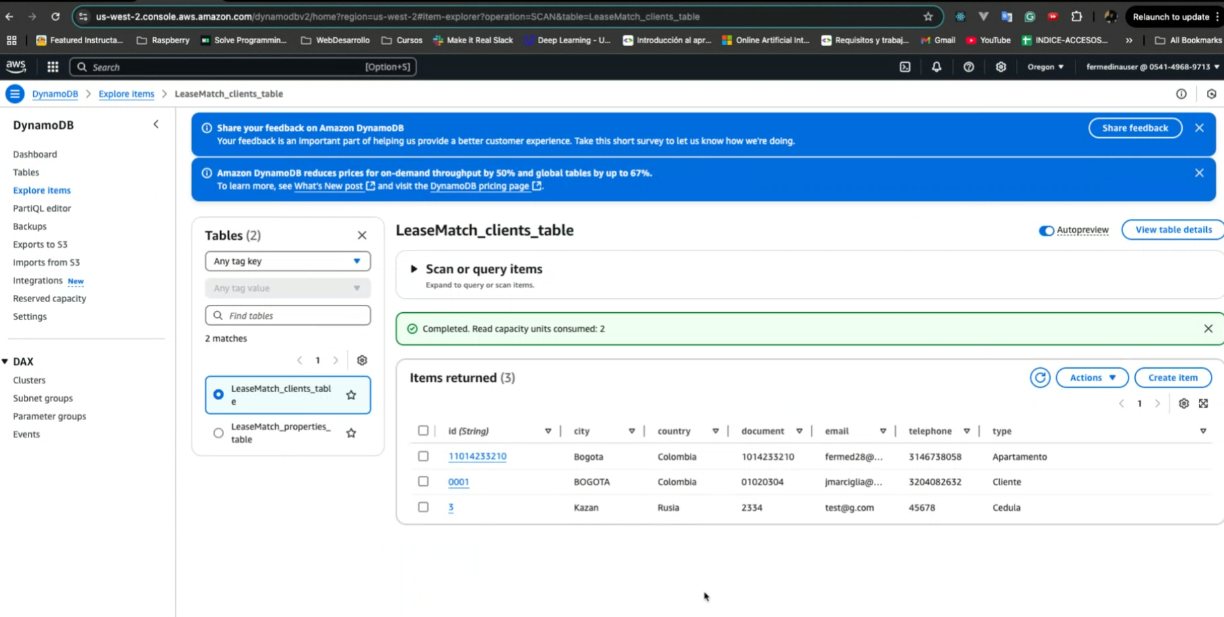 us-west-2.console.aws.amazon.com/dynamodbv2/home?region=us-west-2#item-explorer?operation=SCAN&table=LeaseMatch_clients_table
Relaunch to update
Featured Instructa...
Raspberry
Solve Programmin...
WebDesarrollo
Cursos
Make it Real Slack
Deep Learning - U...
Introducción al apr...
Online Artificial Int...
Requisitos y trabaj...
Gmail
YouTube
INDICE-ACCESOS...
»
All Bookmarks
aws
Search
[Option+S]
Oregon
fermedinauser @ 0541-4968-9713
DynamoDB
Explore items
LeaseMatch_clients_table
DynamoDB
Dashboard
Tables
Explore items
PartiQL editor
Backups
Exports to S3
Imports from S3
Integrations New
Reserved capacity
Settings
DAX
Clusters
Subnet groups
Parameter groups
Events
Share your feedback on Amazon DynamoDB
Your feedback is an important part of helping us provide a better customer experience. Take this short survey to let us know how we're doing.
Share feedback
Amazon DynamoDB reduces prices for on-demand throughput by 50% and global tables by up to 67%.
To learn more, see What's New post and visit the DynamoDB pricing page.
Tables (2)
Any tag key
Any tag value
Find tables
2 matches
1
LeaseMatch_clients_tabl
e
LeaseMatch_properties_
table
LeaseMatch_clients_table
Autopreview
View table details
Scan or query items
Expand to query or scan items.
Completed. Read capacity units consumed: 2
Items returned (3)
Actions
Create item
1
id (String) city country document email telephone type
11014233210 Bogota Colombia 1014233210 fermed28@... 3146738058 Apartamento
0001 BOGOTA Colombia 01020304 jmarciglia@... 3204082632 Cliente
3 Kazan Rusia 2334 test@g.com 45678 Cedula